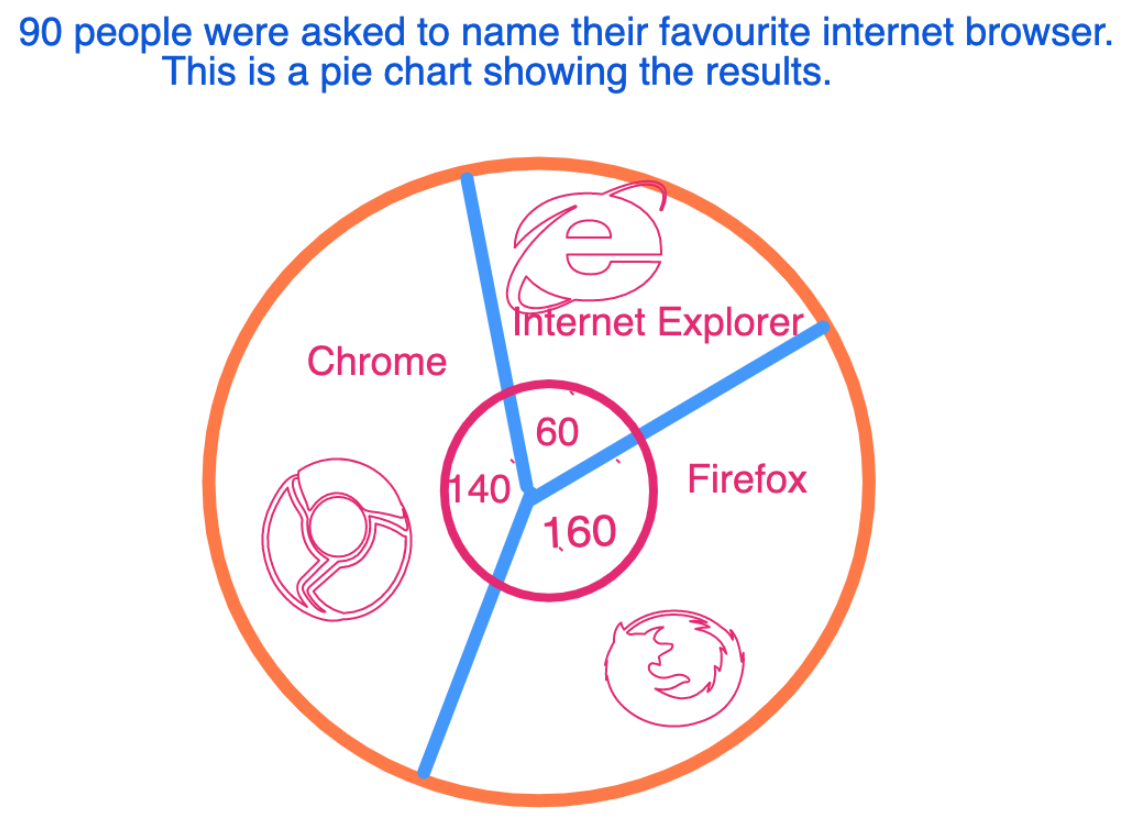 90 people were asked to name their favourite internet browser.
This is a pie chart showing the results.
Internet Explorer
Chrome
60
Firefox
140
160